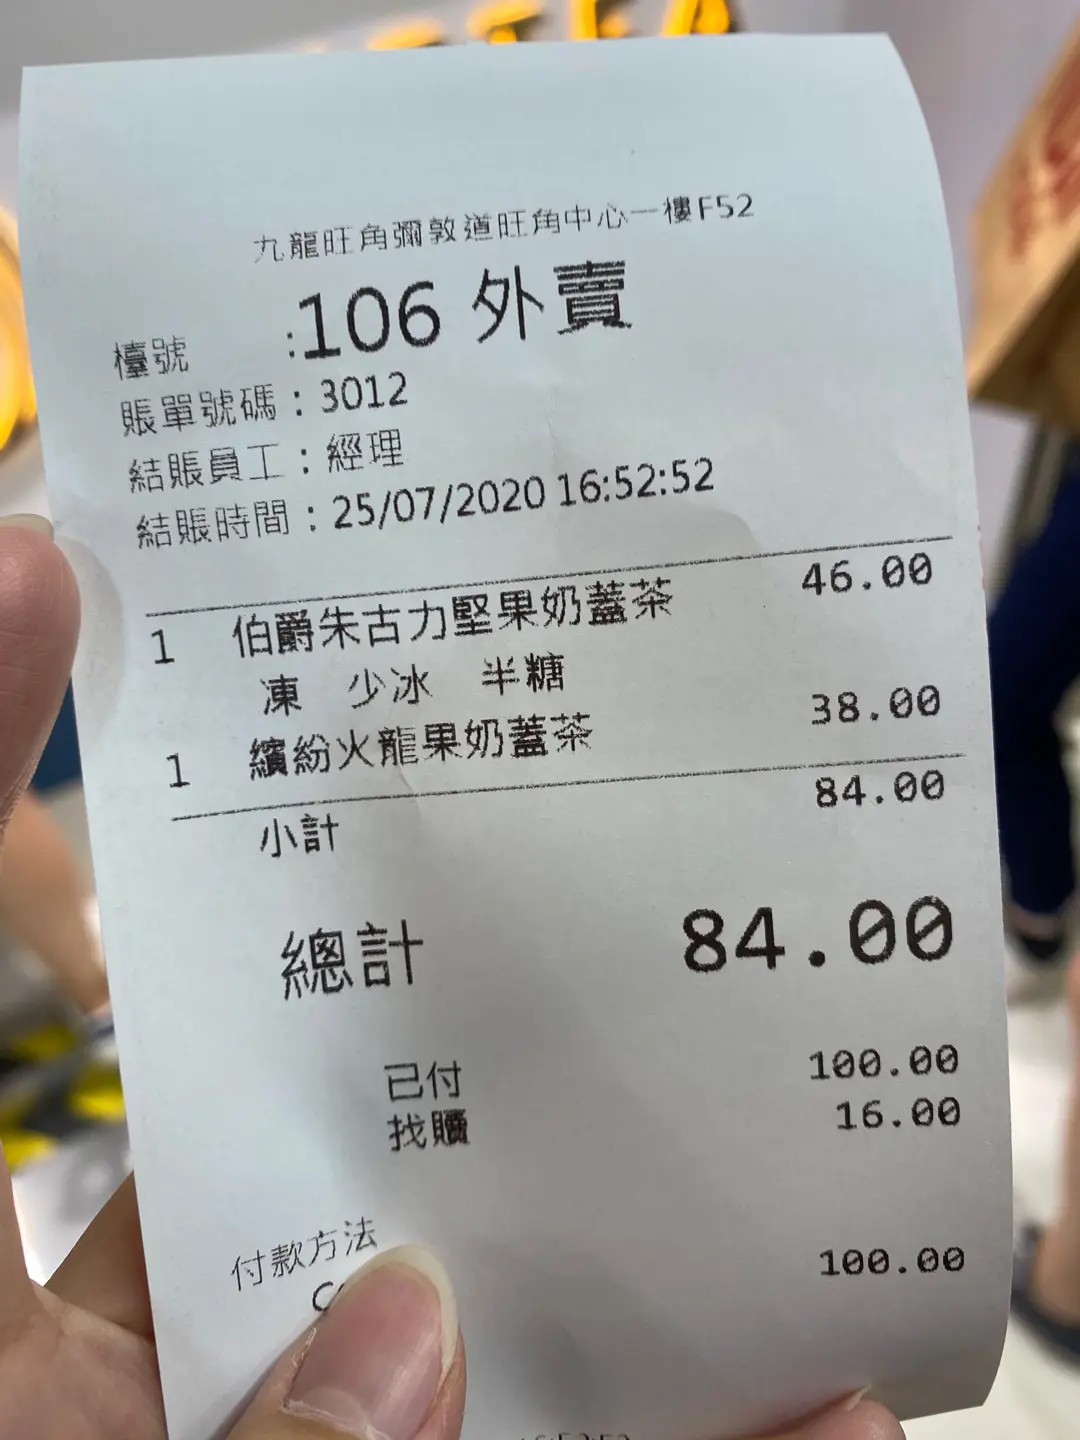 九龍旺角彌敦道旺角中心一樓F52
檯號 :106 外賣
賬單號碼 : 3012
結賬員工 : 經理
結賬時間 : 25/07/2020 16:52:52
1 伯爵朱古力堅果奶蓋茶 46.00
凍 少冰 半糖
1 繽紛火龍果奶蓋茶 38.00
小計 84.00
總計 84.00
已付 100.00
找贖 16.00
付款方法
100.00